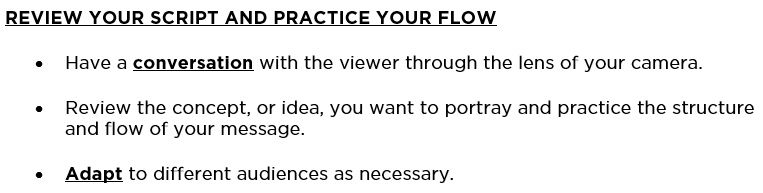 REVIEW YOUR SCRIPT AND PRACTICE YOUR FLOW
• Have a conversation with the viewer through the lens of your camera.
• Review the concept, or idea, you want to portray and practice the structure
and flow of your message.
• Adapt to different audiences as necessary.